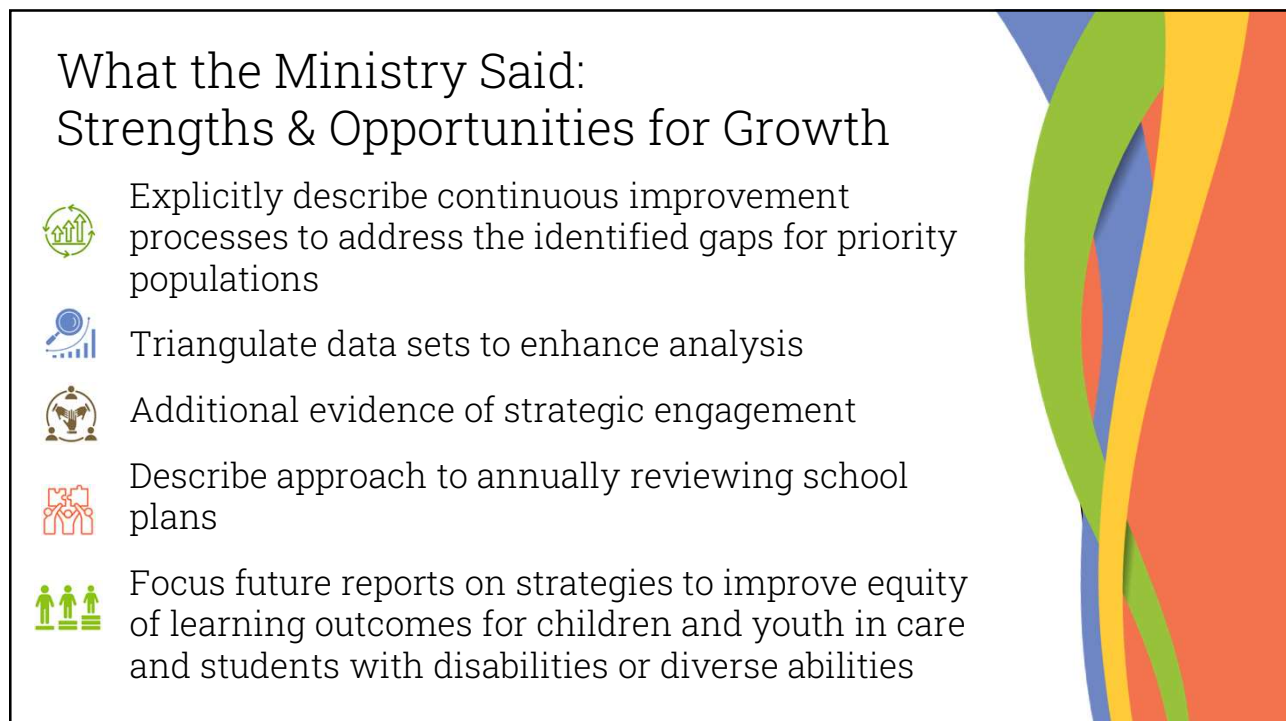 What the Ministry Said:
Strengths & Opportunities for Growth
Explicitly describe continuous improvement
processes to address the identified gaps for priority
populations
Triangulate data sets to enhance analysis
Additional evidence of strategic engagement
Describe approach to annually reviewing school
plans
Focus future reports on strategies to improve equity
of learning outcomes for children and youth in care
and students with disabilities or diverse abilities